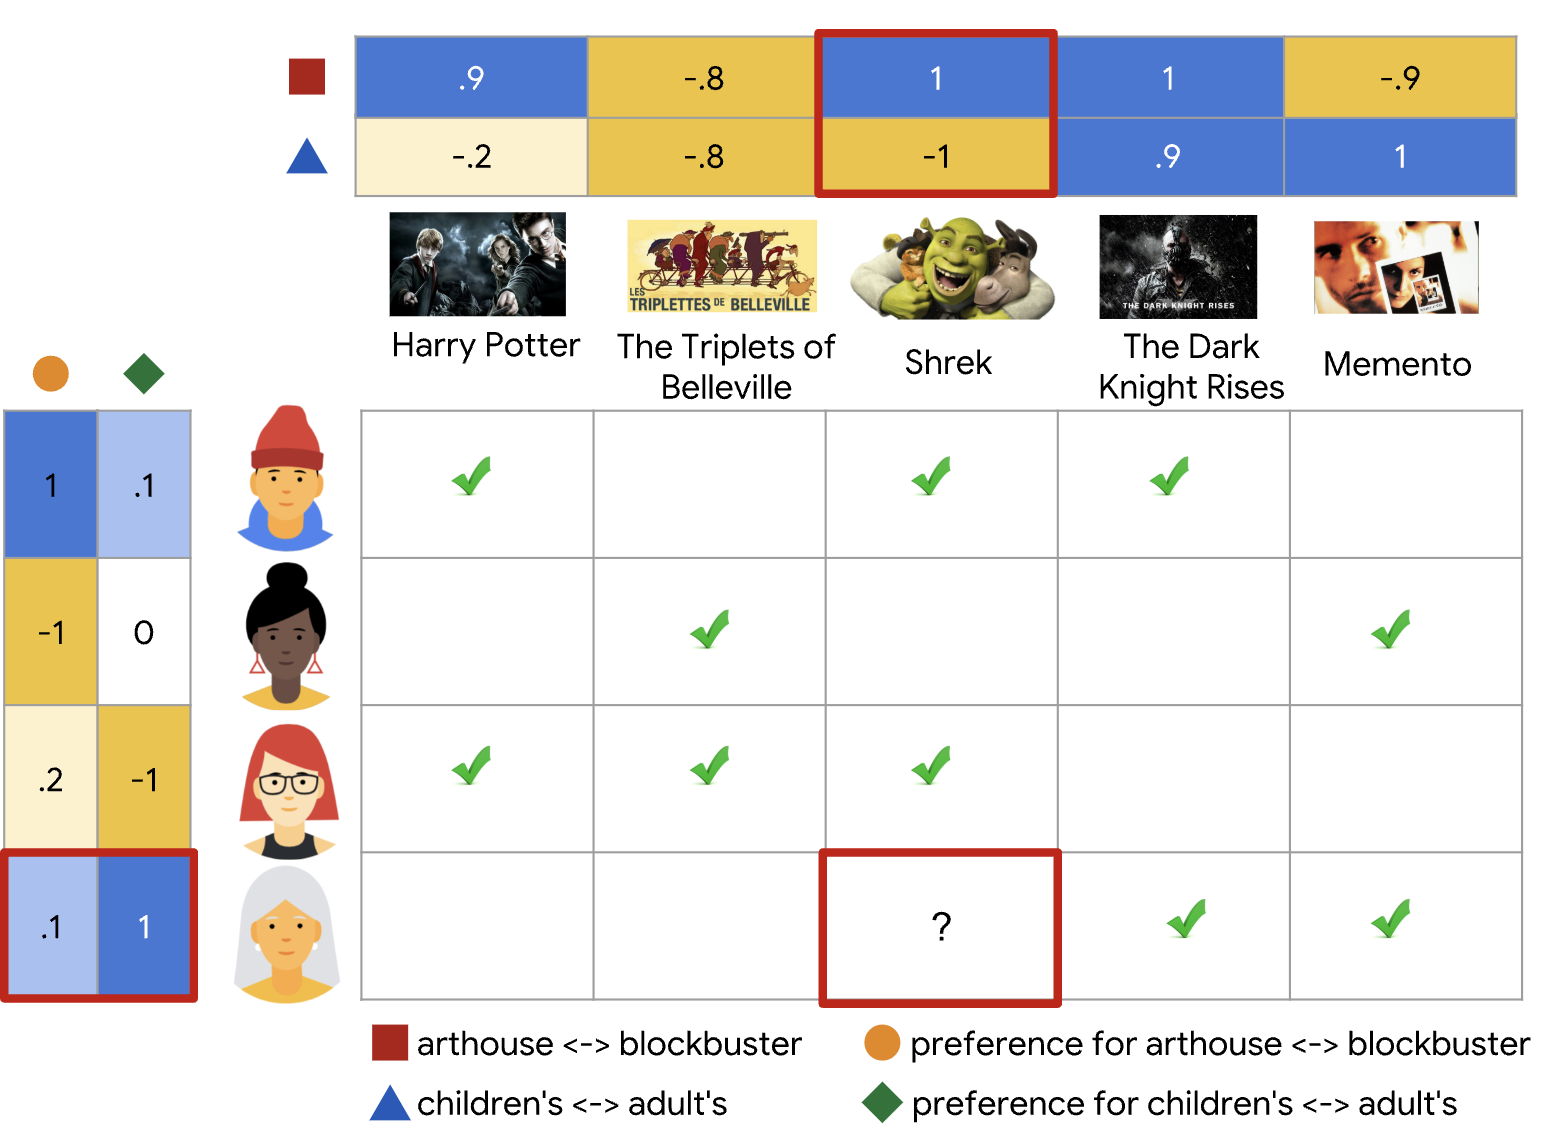 .9 -.8 1 1 -.9
-.2 -.8 -1 .9 1
LES
TRIPLETTES DE BELLEVILLE
THE DARK KNIGHT RISES
Harry Potter
The Triplets of
Belleville
Shrek
The Dark
Knight Rises
Memento
1 .1
-1 0
.2 -1
.1 1
?
arthouse <-> blockbuster
children's <-> adult's
preference for arthouse <-> blockbuster
preference for children's <-> adult's